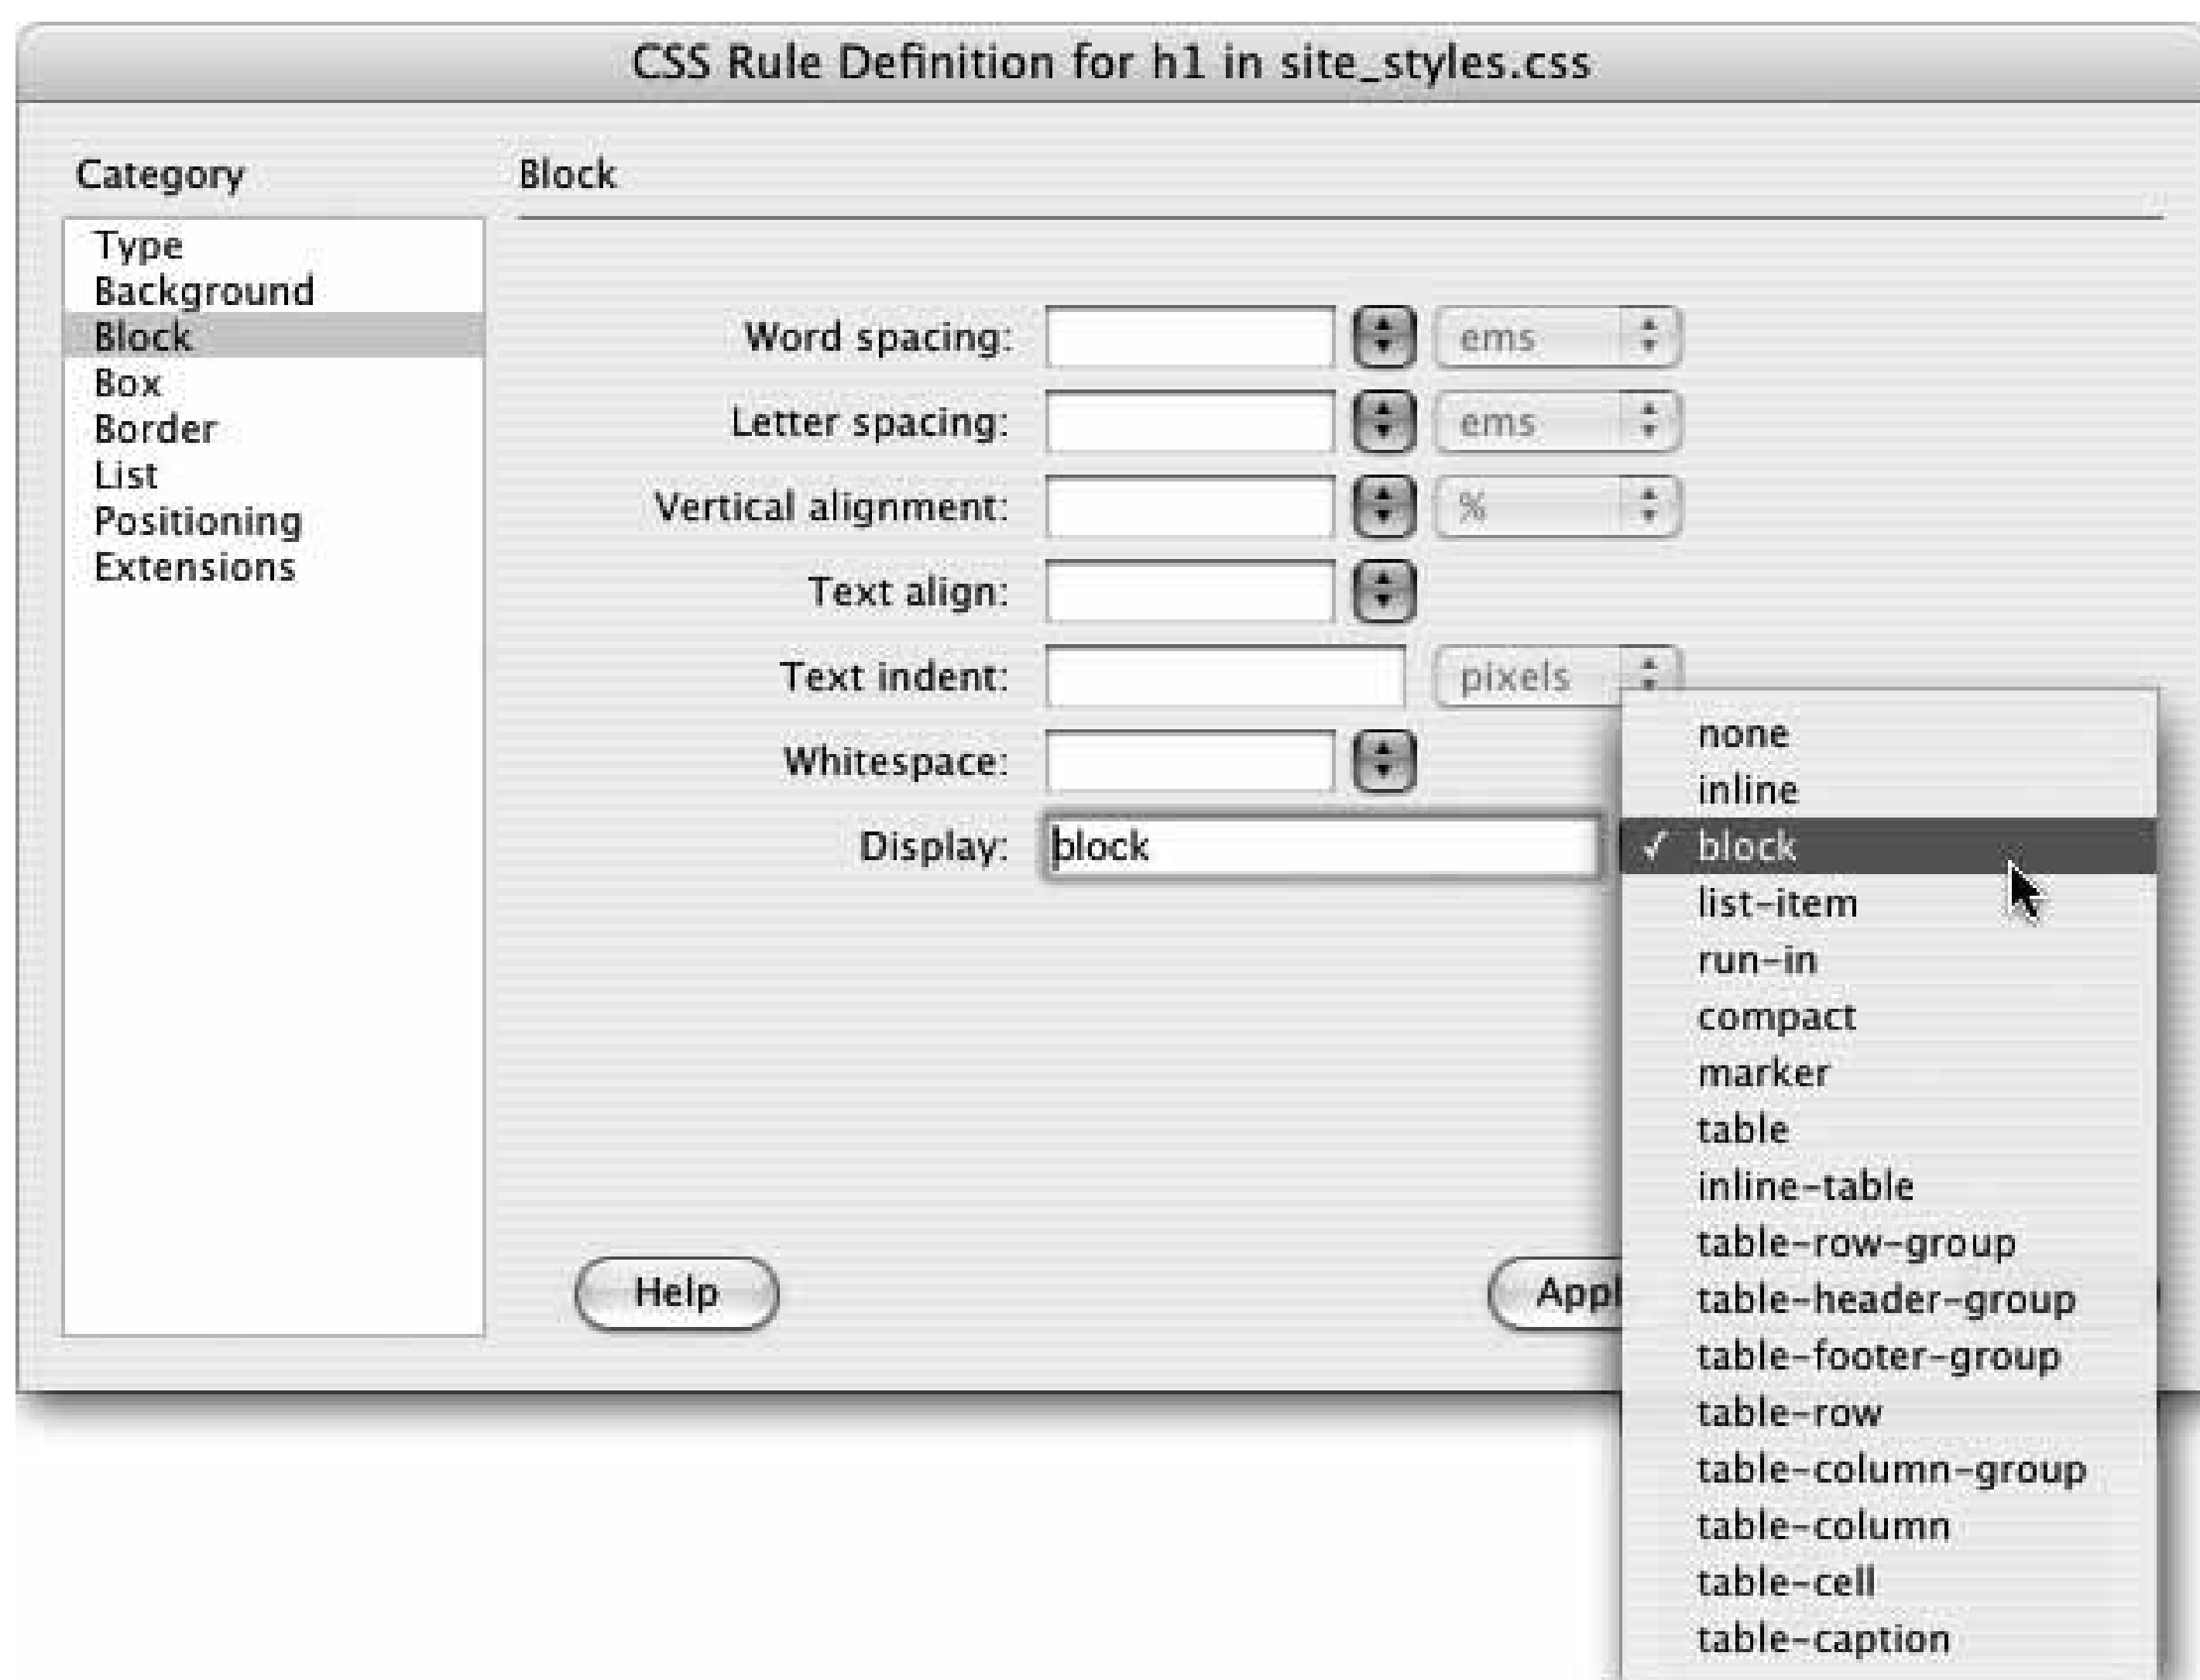 CSS Rule Definition for h1 in site_styles.css
Category
Type
Background
Block
Box
Border
List
Positioning
Extensions
Block
Word spacing: ems
Letter spacing: ems
Vertical alignment: %
Text align:
Text indent: pixels
Whitespace:
Display: block
none
inline
✓ block
list-item
run-in
compact
marker
table
inline-table
table-row-group
table-header-group
table-footer-group
table-row
table-column-group
table-column
table-cell
table-caption
Help
Appl